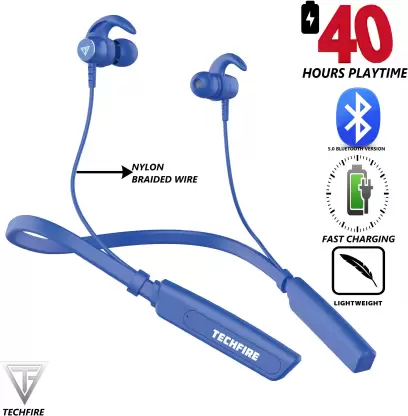 40
HOURS PLAYTIME
5.0 BLUETOOTH VERSION
NYLON
BRAIDED WIRE
FAST CHARGING
LIGHTWEIGHT
TECHFIRE
TECHFIRE